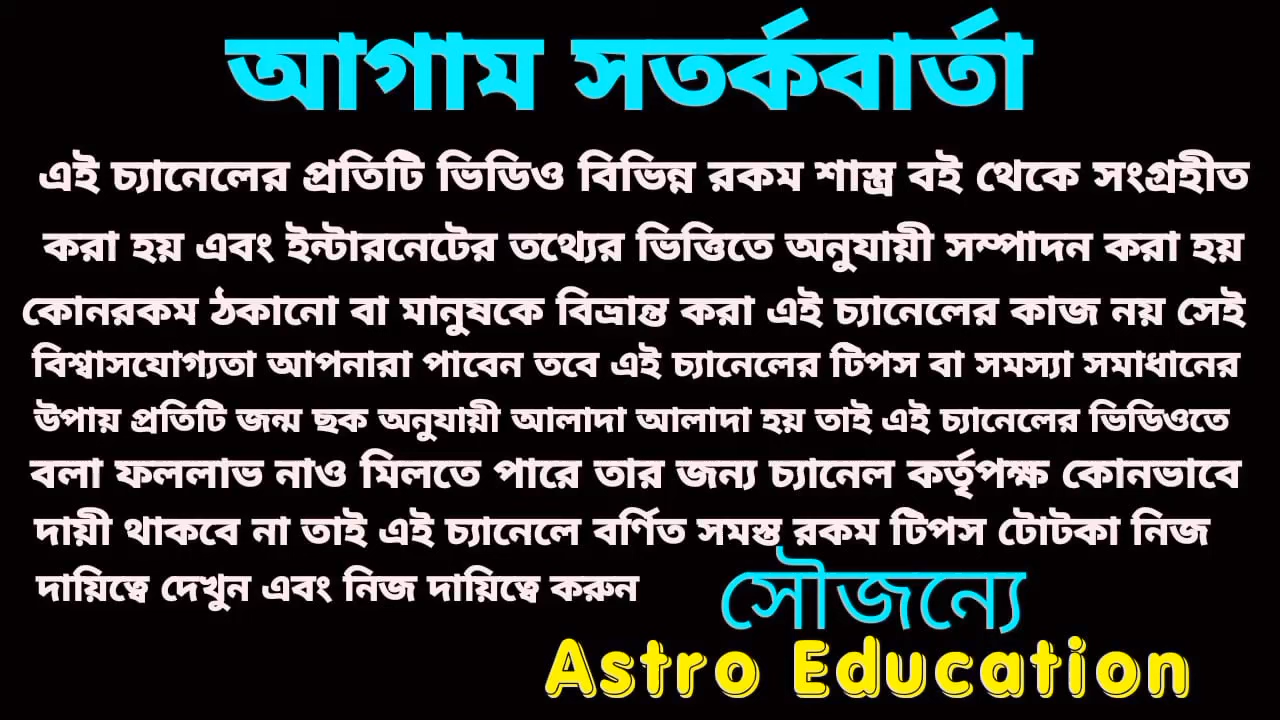 আগাম সতর্কবার্তা
এই চ্যানেলের প্রতিটি ভিডিও বিভিন্ন রকম শাস্ত্র বই থেকে সংগ্রহীত
করা হয় এবং ইন্টারনেটের তথ্যের ভিত্তিতে অনুযায়ী সম্পাদন করা হয়
কোনরকম ঠকানো বা মানুষকে বিভ্রান্ত করা এই চ্যানেলের কাজ নয় সেই
বিশ্বাসযোগ্যতা আপনারা পাবেন তবে এই চ্যানেলের টিপস বা সমস্যা সমাধানের
উপায় প্রতিটি জন্ম ছক অনুযায়ী আলাদা আলাদা হয় তাই এই চ্যানেলের ভিডিওতে
বলা ফললাভ নাও মিলতে পারে তার জন্য চ্যানেল কর্তৃপক্ষ কোনভাবে
দায়ী থাকবে না তাই এই চ্যানেলে বর্ণিত সমস্ত রকম টিপস টোটকা নিজ
দায়িত্বে দেখুন এবং নিজ দায়িত্বে করুন
সৌজন্যে
Astro Education